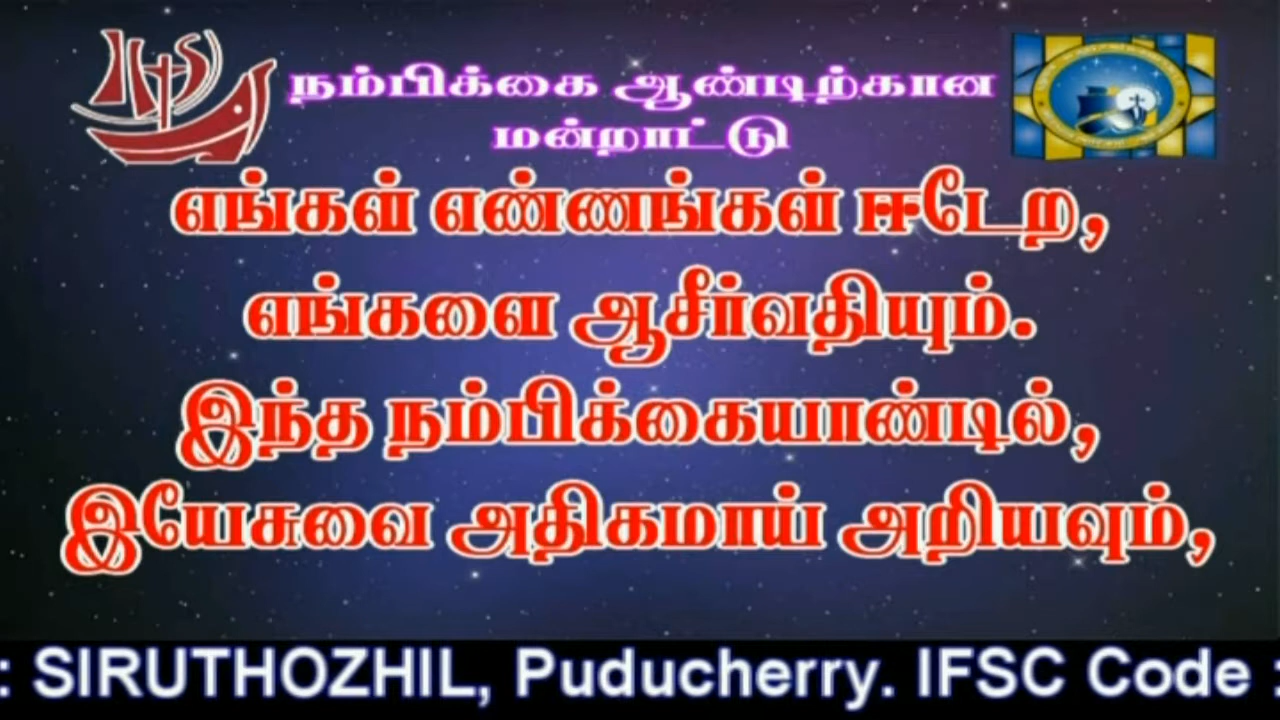 நம்பிக்கை ஆண்டிற்கான
மன்றாட்டு
எங்கள் எண்ணங்கள் ஈடேற,
எங்களை ஆசீர்வதியும்.
இந்த நம்பிக்கையாண்டில்,
இயேசுவை அதிகமாய் அறியவும்,
: SIRUTHOZHIL, Puducherry. IFSC Code :